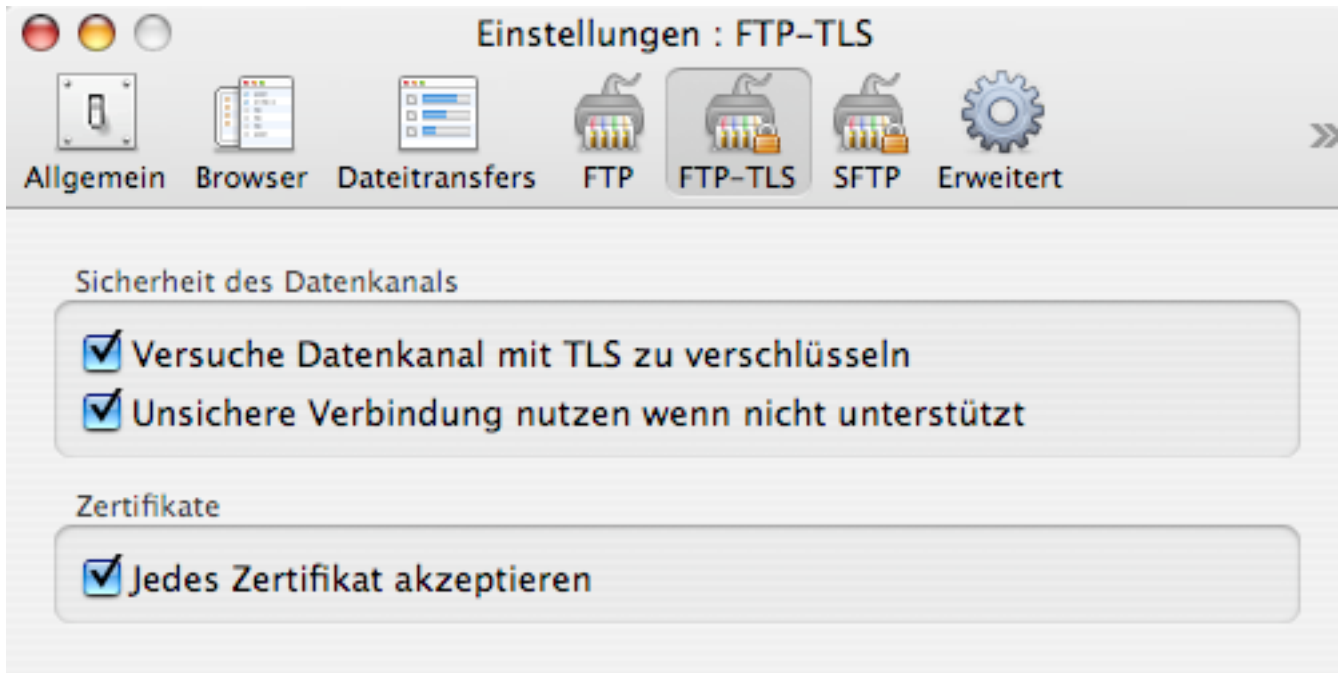 Einstellungen : FTP-TLS
Allgemein Browser Dateitransfers FTP FTP-TLS SFTP Erweitert
Sicherheit des Datenkanals
Versuche Datenkanal mit TLS zu verschlüsseln
Unsichere Verbindung nutzen wenn nicht unterstützt
Zertifikate
Jedes Zertifikat akzeptieren